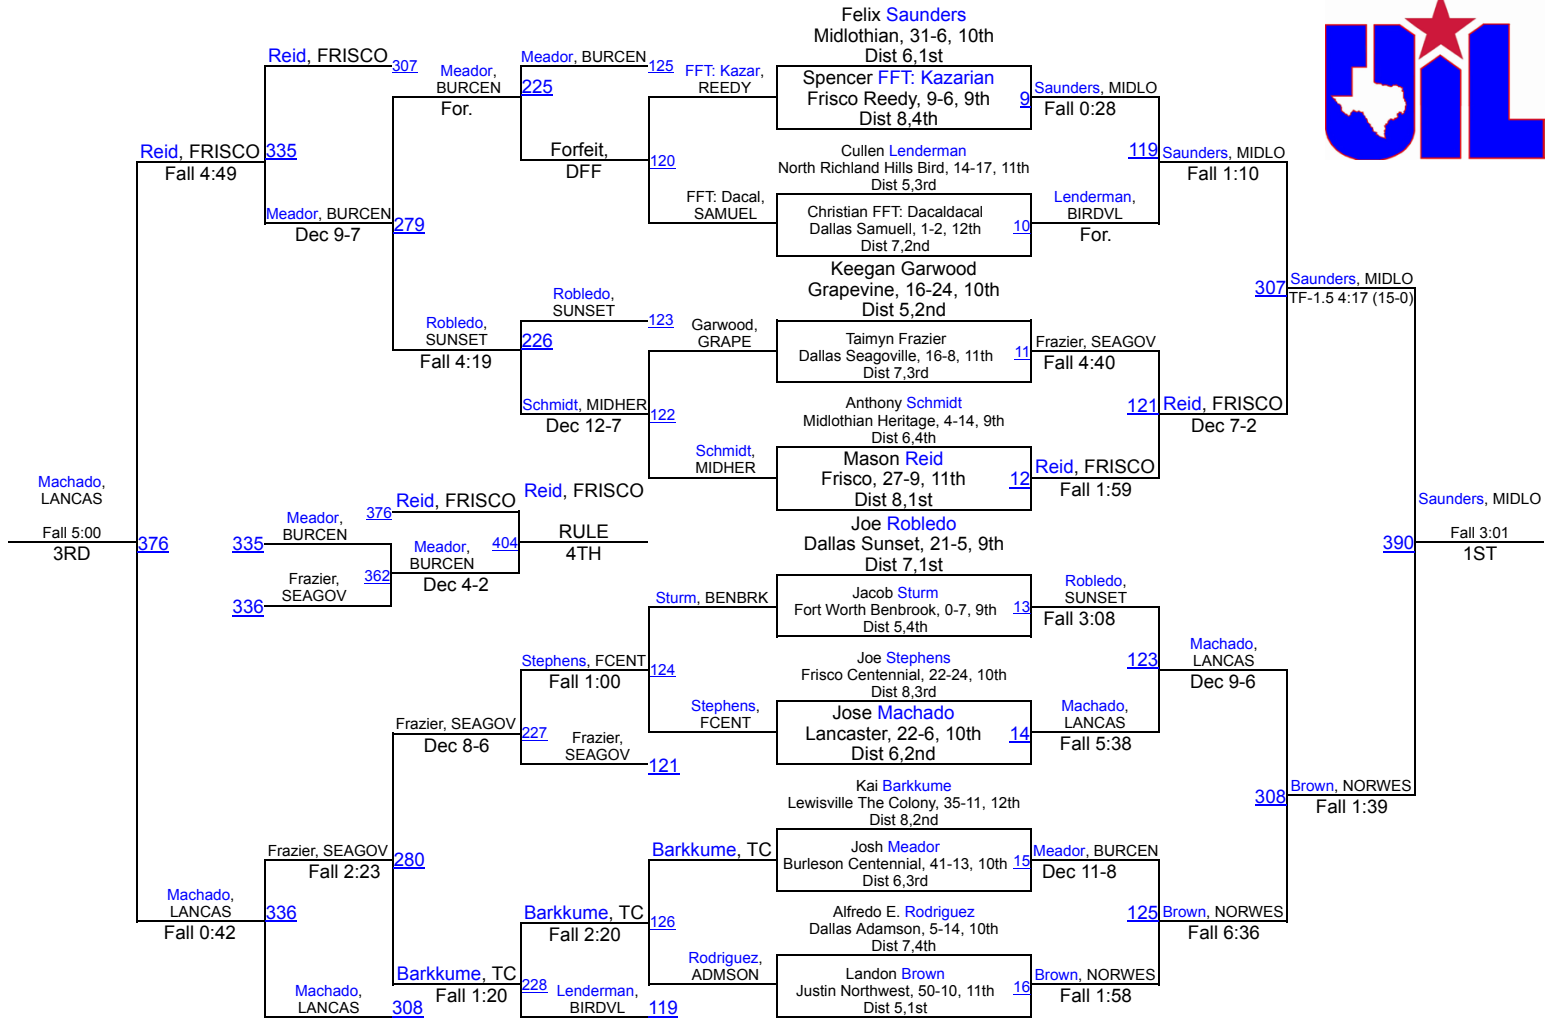 Felix Saunders
Midlothian, 31-6, 10th
Dist 6,1st
Spencer FFT: Kazarian
Frisco Reedy, 9-6, 9th
Dist 8,4th
9
Cullen Lenderman
North Richland Hills Bird, 14-17, 11th
Dist 5,3rd
Christian FFT: Dacaldacal
Dallas Samuell, 1-2, 12th
Dist 7,2nd
10
Keegan Garwood
Grapevine, 16-24, 10th
Dist 5,2nd
Taimyn Frazier
Dallas Seagoville, 16-8, 11th
Dist 7,3rd
11
Anthony Schmidt
Midlothian Heritage, 4-14, 9th
Dist 6,4th
Mason Reid
Frisco, 27-9, 11th
Dist 8,1st
12
Joe Robledo
Dallas Sunset, 21-5, 9th
Dist 7,1st
Jacob Sturm
Fort Worth Benbrook, 0-7, 9th
Dist 5,4th
13
Joe Stephens
Frisco Centennial, 22-24, 10th
Dist 8,3rd
Jose Machado
Lancaster, 22-6, 10th
Dist 6,2nd
14
Kai Barkkume
Lewisville The Colony, 35-11, 12th
Dist 8,2nd
Josh Meador
Burleson Centennial, 41-13, 10th
Dist 6,3rd
15
Alfredo E. Rodriguez
Dallas Adamson, 5-14, 10th
Dist 7,4th
Landon Brown
Justin Northwest, 50-10, 11th
Dist 5,1st
16
Saunders, MIDLO
Fall 0:28
119
Lenderman,
BIRDVL
For.
Frazier, SEAGOV
Fall 4:40
121
Reid, FRISCO
Fall 1:59
Robledo,
SUNSET
Fall 3:08
123
Machado,
LANCAS
Fall 5:38
Meador, BURCEN
Dec 11-8
125
Brown, NORWES
Fall 1:58
Saunders, MIDLO
Fall 1:10
307
Reid, FRISCO
Dec 7-2
Machado,
LANCAS
Dec 9-6
308
Brown, NORWES
Fall 6:36
Saunders, MIDLO
TF-1.5 4:17 (15-0)
390
Brown, NORWES
Fall 1:39
Saunders, MIDLO
Fall 3:01
1ST
UIL
FFT: Kazar,
REEDY
120
FFT: Dacal,
SAMUEL
Garwood,
GRAPE
122
Schmidt,
MIDHER
Sturm, BENBRK
124
Stephens,
FCENT
Barkkume, TC
126
Rodriguez,
ADMSON
Meador, BURCEN
125
225
Forfeit,
DFF
Robledo,
SUNSET
123
226
Schmidt, MIDHER
Dec 12-7
Stephens, FCENT
Fall 1:00
227
Frazier,
SEAGOV
121
Barkkume, TC
Fall 2:20
228
Lenderman,
BIRDVL
119
Meador,
BURCEN
For.
279
Robledo,
SUNSET
Fall 4:19
Frazier, SEAGOV
Dec 8-6
280
Barkkume, TC
Fall 1:20
Reid, FRISCO
307
335
Meador, BURCEN
Dec 9-7
Frazier, SEAGOV
Fall 2:23
336
Machado,
LANCAS
308
Reid, FRISCO
Fall 4:49
376
Machado,
LANCAS
Fall 0:42
Machado,
LANCAS
Fall 5:00
3RD
335
Meador,
BURCEN
362
336
Frazier,
SEAGOV
376
Reid, FRISCO
404
Meador,
BURCEN
Dec 4-2
Reid, FRISCO
RULE
4TH